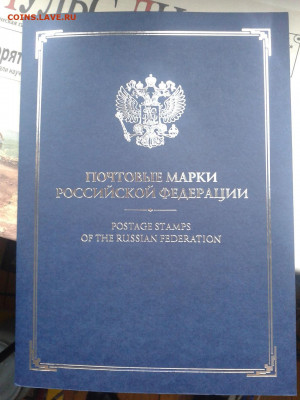 COINS.LAVE.RU
ПОЧТОВЫЕ МАРКИ
РОССИЙСКОЙ ФЕДЕРАЦИИ
POSTAGE STAMPS
OF THE RUSSIAN FEDERATION